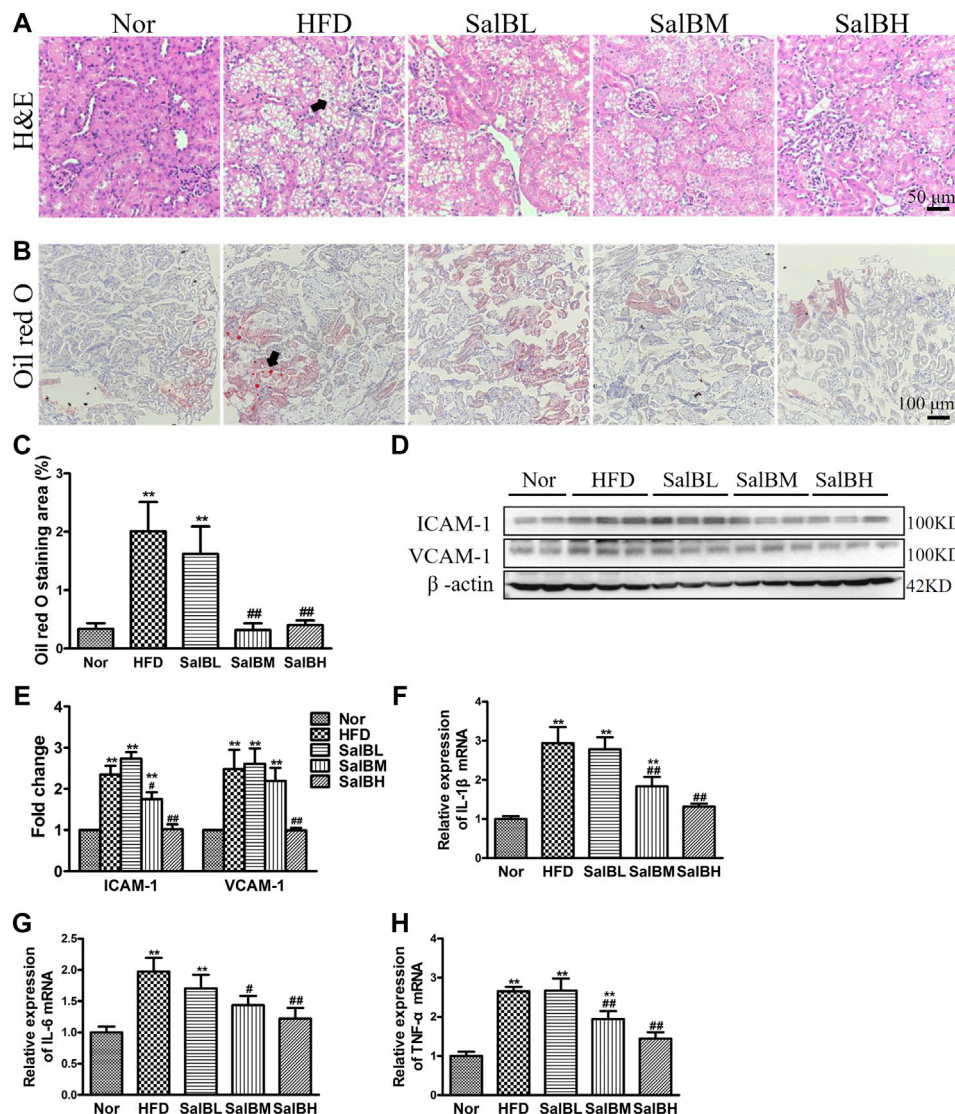 A
Nor HFD SalBL SalBM SalBH
H&E
50 μm
B
Oil red O
100 μm
C
Oil red O staining area (%)
3
2
1
0
** **
## ##
Nor HFD SalBL SalBM SalBH
D
Nor HFD SalBL SalBM SalBH
ICAM-1 100KD
VCAM-1 100KD
β-actin 42KD
E
Fold change
4
3
2
1
0
** ** ** # ##
** ** ** ##
ICAM-1 VCAM-1
Nor
HFD
SalBL
SalBM
SalBH
F
Relative expression
of IL-1β mRNA
4
3
2
1
0
** ** ** ## ##
Nor HFD SalBL SalBM SalBH
G
Relative expression
of IL-6 mRNA
2.5
2.0
1.5
1.0
0.5
0.0
** ** # ##
Nor HFD SalBL SalBM SalBH
H
Relative expression
of TNF-α mRNA
4
3
2
1
0
** ** ** ## ##
Nor HFD SalBL SalBM SalBH